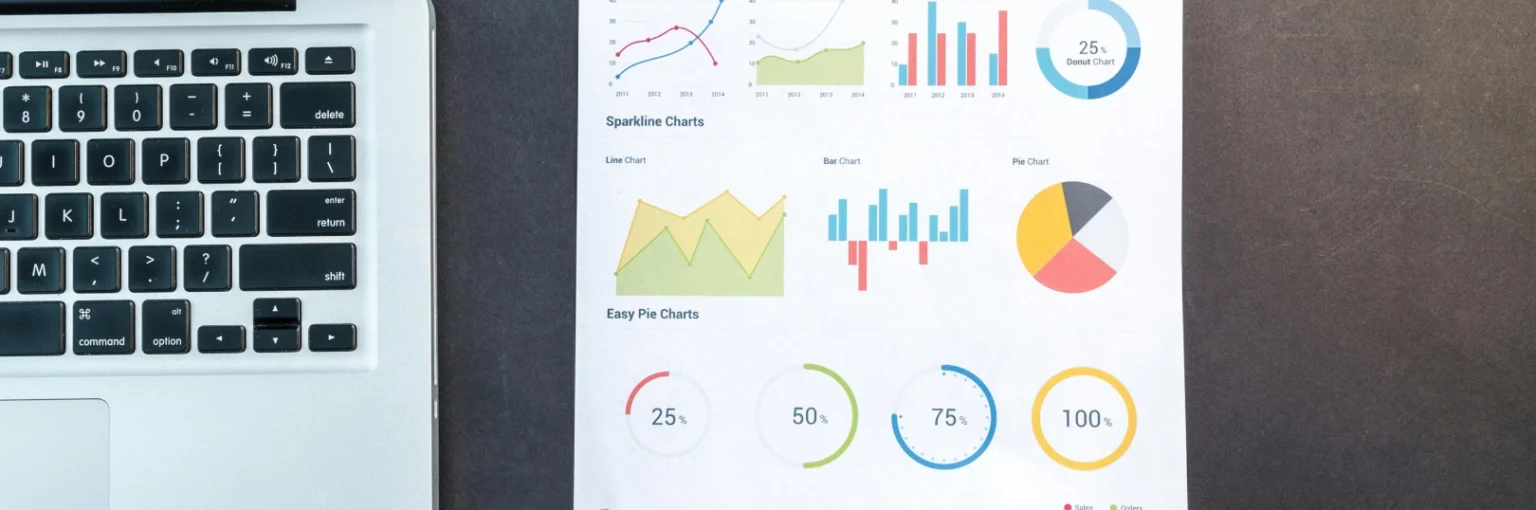 F7 F8 F9 F10 F11 F12
* 8 ( 9 ) 0 - + = delete
I O P { [ } ] | \
J K L : ; " ' enter return
M < , > . ? / shift
⌘ command alt option
40 30 20 10 0
2011 2012 2013 2014
40 30 20 10
2011 2012 2013 2014
40 30 20 10 0
2011 2012 2013 2014
25%
Donut Chart
Sparkline Charts
Line Chart Bar Chart Pie Chart
Easy Pie Charts
25% 50% 75% 100%
Sales Orders